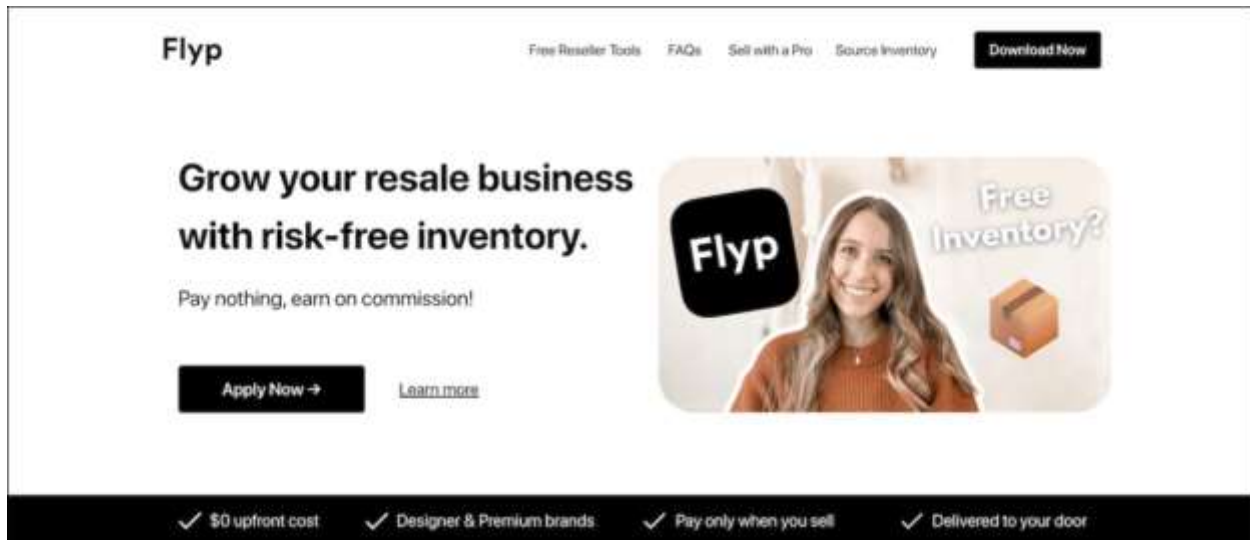 Flyp
Free Reseller Tools FAQs Sell with a Pro Source Inventory Download Now
Grow your resale business
with risk-free inventory.
Pay nothing, earn on commission!
Apply Now → Learn more
Flyp
Free
Inventory?
✓ $0 upfront cost ✓ Designer & Premium brands ✓ Pay only when you sell ✓ Delivered to your door